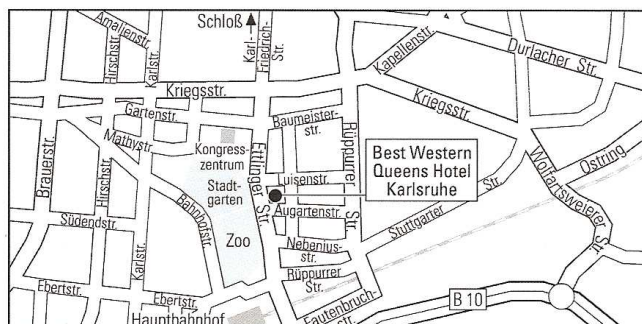 Schloß
Amalienstr.
Hirschstr.
Karlstr.
Karl-
Friedrich-
Str.
Kapellenstr.
Durlacher Str.
Kriegsstr.
Kriegsstr.
Gartenstr.
Baumeister-
str.
Mathystr.
Kongress-
zentrum
Ettlinger Str.
Rüppurrer
Str.
Best Western
Queens Hotel
Karlsruhe
Brauerstr.
Hirschstr.
Stadt-
garten
uisenstr.
Augartenstr.
Stuttgarter Str.
Wolfartsweierer Str.
Ostring
Südendstr.
Karlstr.
Bahnhofstr.
Zoo
Nebenius-
str.
Rüppurrer
Str.
Ebertstr.
Ebertstr.
Hauptbahnhof
Fautenbruch-
str.
B 10